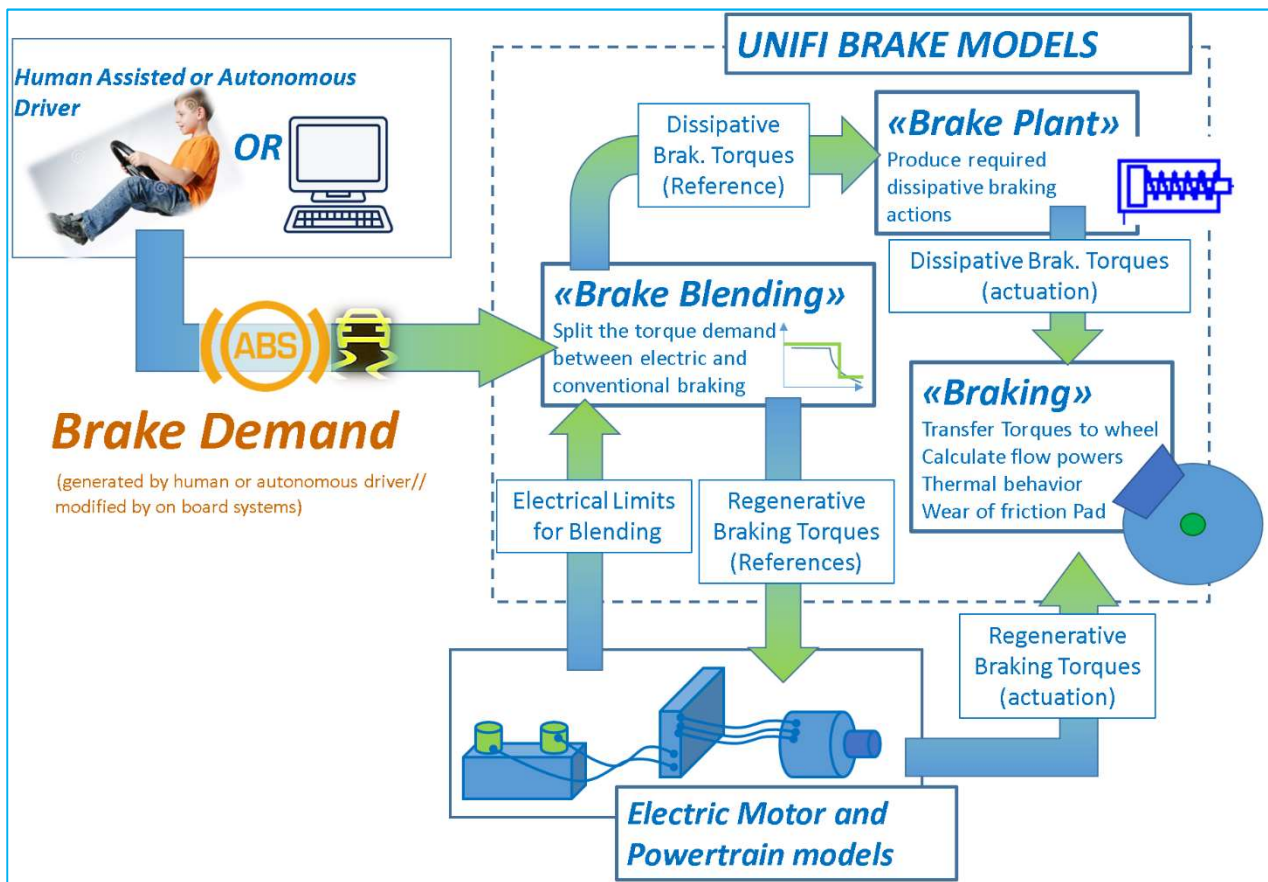 UNIFI BRAKE MODELS
Human Assisted or Autonomous
Driver
OR
Dissipative
Brak. Torques
(Reference)
«Brake Plant»
Produce required
dissipative braking
actions
Dissipative Brak. Torques
(actuation)
«Brake Blending»
Split the torque demand
between electric and
conventional braking
ABS
Brake Demand
(generated by human or autonomous driver//
modified by on board systems)
«Braking»
Transfer Torques to wheel
Calculate flow powers
Thermal behavior
Wear of friction Pad
Electrical Limits
for Blending
Regenerative
Braking Torques
(References)
Regenerative
Braking Torques
(actuation)
Electric Motor and
Powertrain models